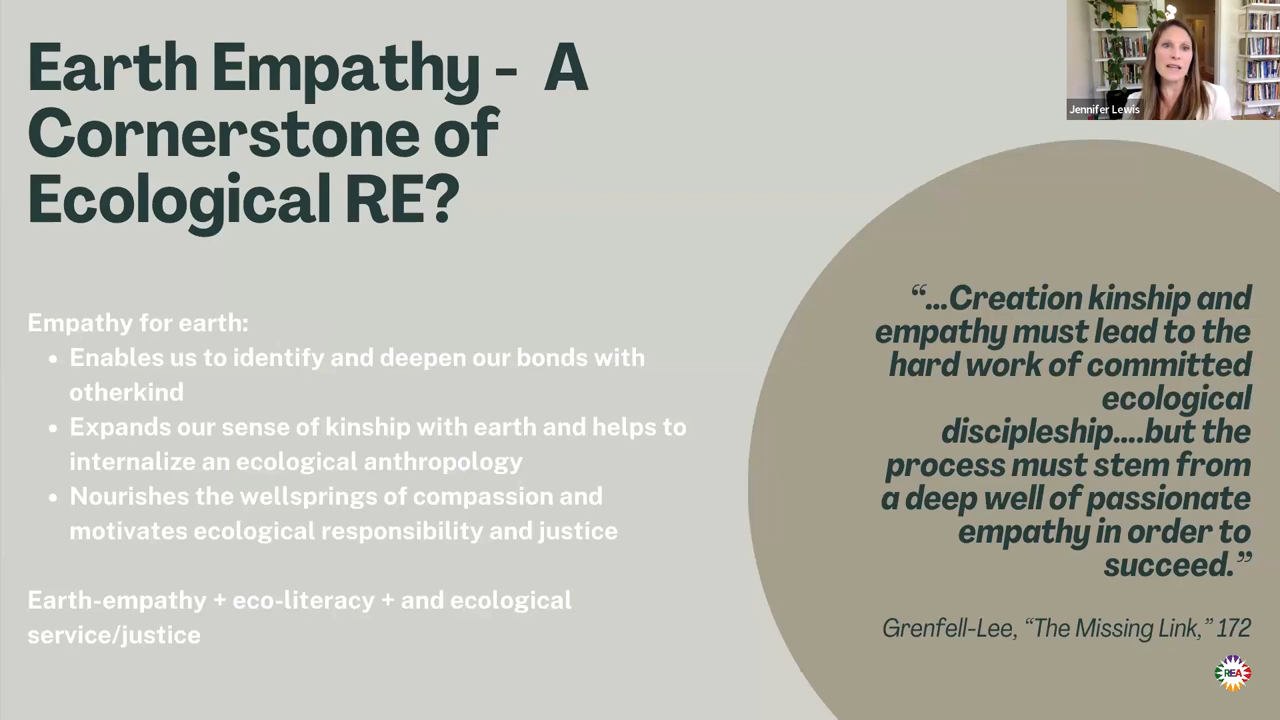 Earth Empathy - A
Cornerstone of
Ecological RE?
Jennifer Lewis
Empathy for earth:
• Enables us to identify and deepen our bonds with
otherkind
• Expands our sense of kinship with earth and helps to
internalize an ecological anthropology
• Nourishes the wellsprings of compassion and
motivates ecological responsibility and justice
Earth-empathy + eco-literacy + and ecological
service/justice
“...Creation kinship and
empathy must lead to the
hard work of committed
ecological
discipleship....but the
process must stem from
a deep well of passionate
empathy in order to
succeed.”
Grenfell-Lee, “The Missing Link,” 172
REA